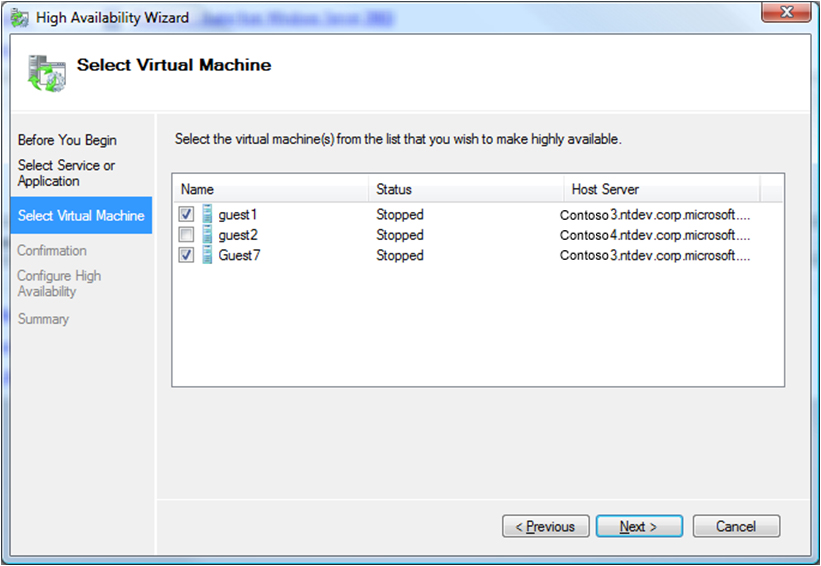 High Availability Wizard
Select Virtual Machine
Before You Begin
Select Service or
Application
Select Virtual Machine
Confirmation
Configure High
Availability
Summary
Select the virtual machine(s) from the list that you wish to make highly available.
Name Status Host Server
guest1 Stopped Contoso3.ntdev.corp.microsoft....
guest2 Stopped Contoso4.ntdev.corp.microsoft....
Guest7 Stopped Contoso3.ntdev.corp.microsoft....
< Previous Next > Cancel